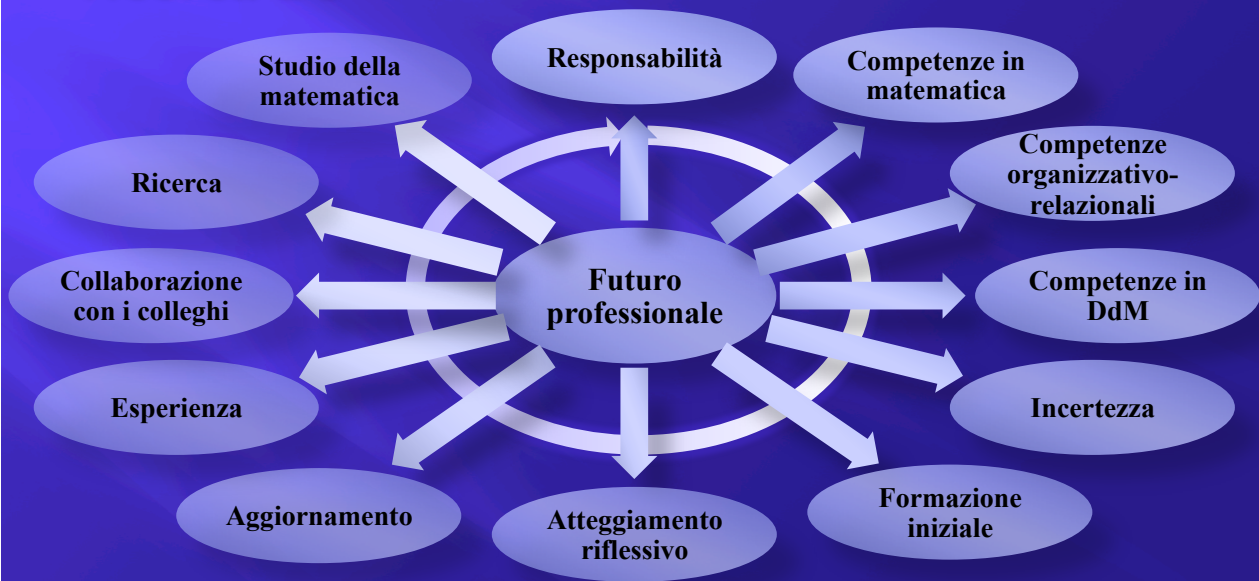 Responsabilità
Studio della
matematica
Competenze in
matematica
Competenze
organizzativo-
relazionali
Ricerca
Collaborazione
con i colleghi
Futuro
professionale
Competenze in
DdM
Esperienza
Incertezza
Aggiornamento
Atteggiamento
riflessivo
Formazione
iniziale